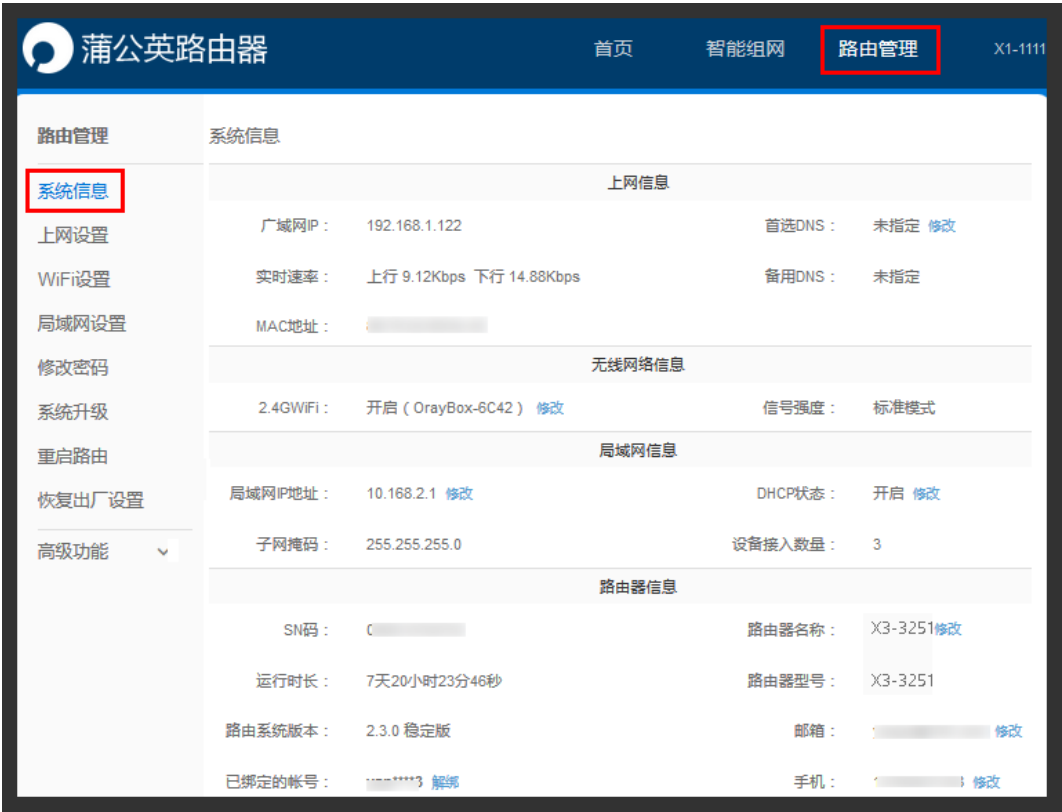 蒲公英路由器 首页 智能组网 路由管理 X1-1111
路由管理
系统信息
上网设置
WiFi设置
局域网设置
修改密码
系统升级
重启路由
恢复出厂设置
高级功能
系统信息
上网信息
广域网IP： 192.168.1.122 首选DNS： 未指定 修改
实时速率： 上行 9.12Kbps 下行 14.88Kbps 备用DNS： 未指定
MAC地址：
无线网络信息
2.4GWiFi： 开启（OrayBox-6C42） 修改 信号强度： 标准模式
局域网信息
局域网IP地址： 10.168.2.1 修改 DHCP状态： 开启 修改
子网掩码： 255.255.255.0 设备接入数量： 3
路由器信息
SN码： 路由器名称： X3-3251修改
运行时长： 7天20小时23分46秒 路由器型号： X3-3251
路由系统版本： 2.3.0 稳定版 邮箱： 修改
已绑定的帐号： 解绑 手机： 修改